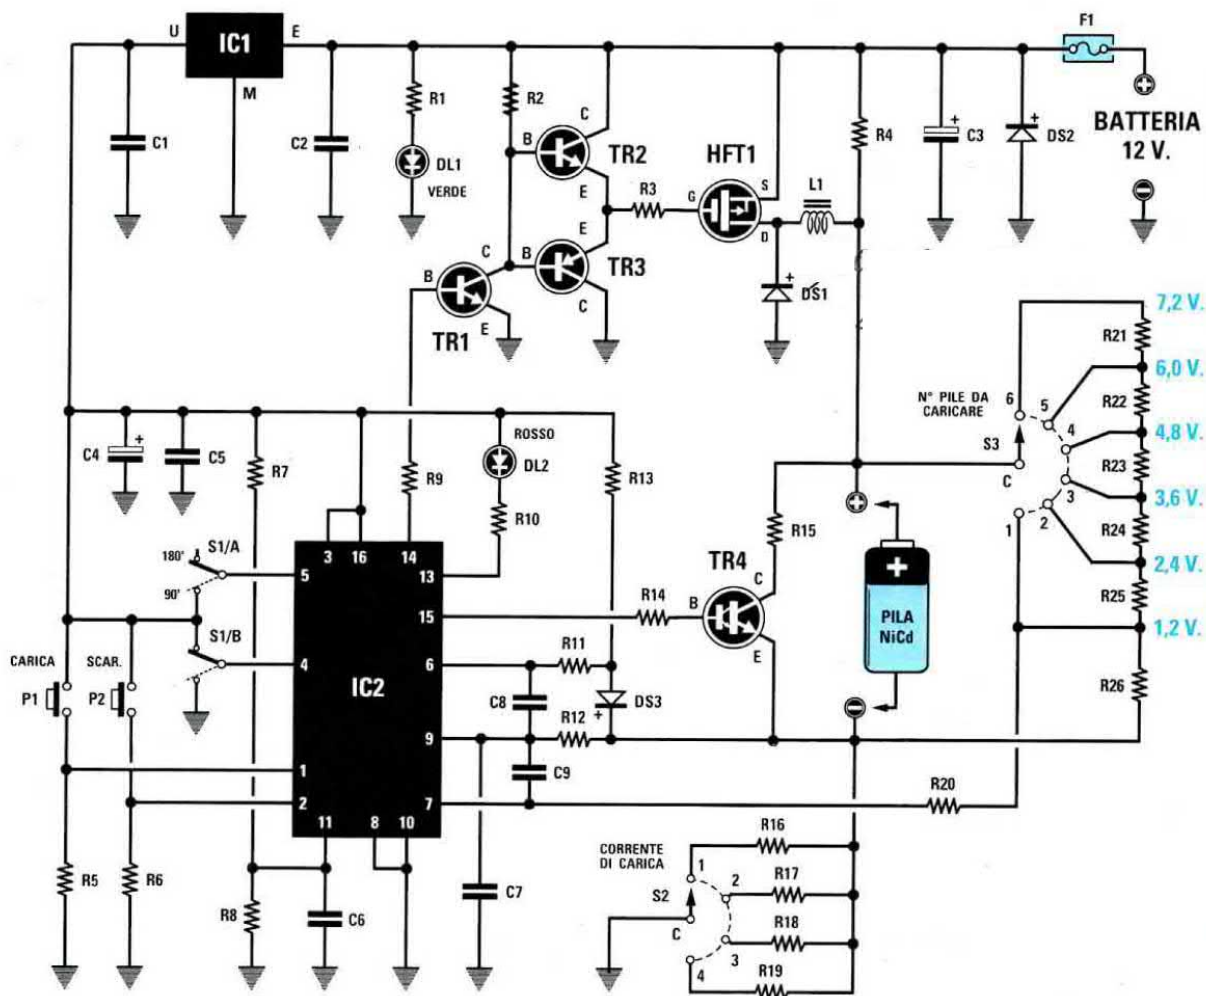 U
IC1
E
M
C1
C2
R1
DL1
VERDE
R2
C
B
TR2
E
R3
E
B
TR3
C
C
B
TR1
E
HFT1
G
S
D
L1
DS1
R4
+
C3
DS2
F1
BATTERIA
12 V.
7,2 V.
6,0 V.
4,8 V.
3,6 V.
2,4 V.
1,2 V.
R21
R22
R23
R24
R25
R26
N° PILE DA
CARICARE
S3
C
6
5
4
3
2
1
C4
+
C5
R7
R9
ROSSO
DL2
R10
R13
R15
TR4
C
B
E
R14
PILA
NiCd
S1/A
180'
90'
S1/B
CARICA
P1
SCAR.
P2
3
16
14
5
13
15
4
6
IC2
9
1
2
7
11
8
10
R11
C8
R12
DS3
+
C9
R20
R5
R6
R8
C6
C7
CORRENTE
DI CARICA
S2
C
1
2
3
4
R16
R17
R18
R19